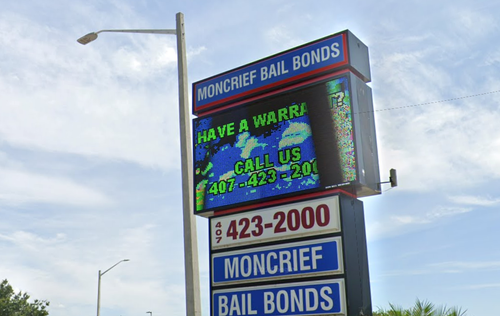 MONCRIEF BAIL BONDS
HAVE A WARRA T?
CALL US
407 - 423 - 200
407 423-2000
MONCRIEF
BAIL BONDS